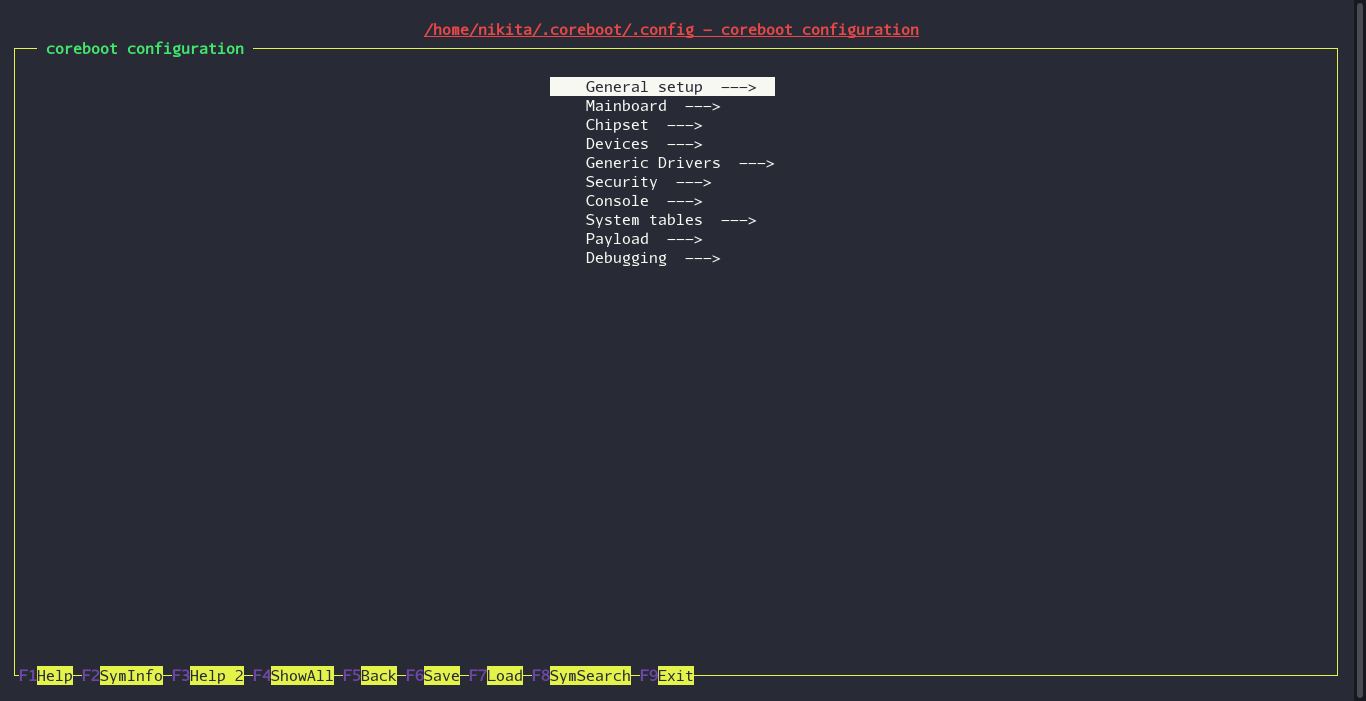 /home/nikita/.coreboot/.config - coreboot configuration
coreboot configuration
General setup  --->
Mainboard  --->
Chipset  --->
Devices  --->
Generic Drivers  --->
Security  --->
Console  --->
System tables  --->
Payload  --->
Debugging  --->
F1Help F2SymInfo F3Help 2 F4ShowAll F5Back F6Save F7Load F8SymSearch F9Exit